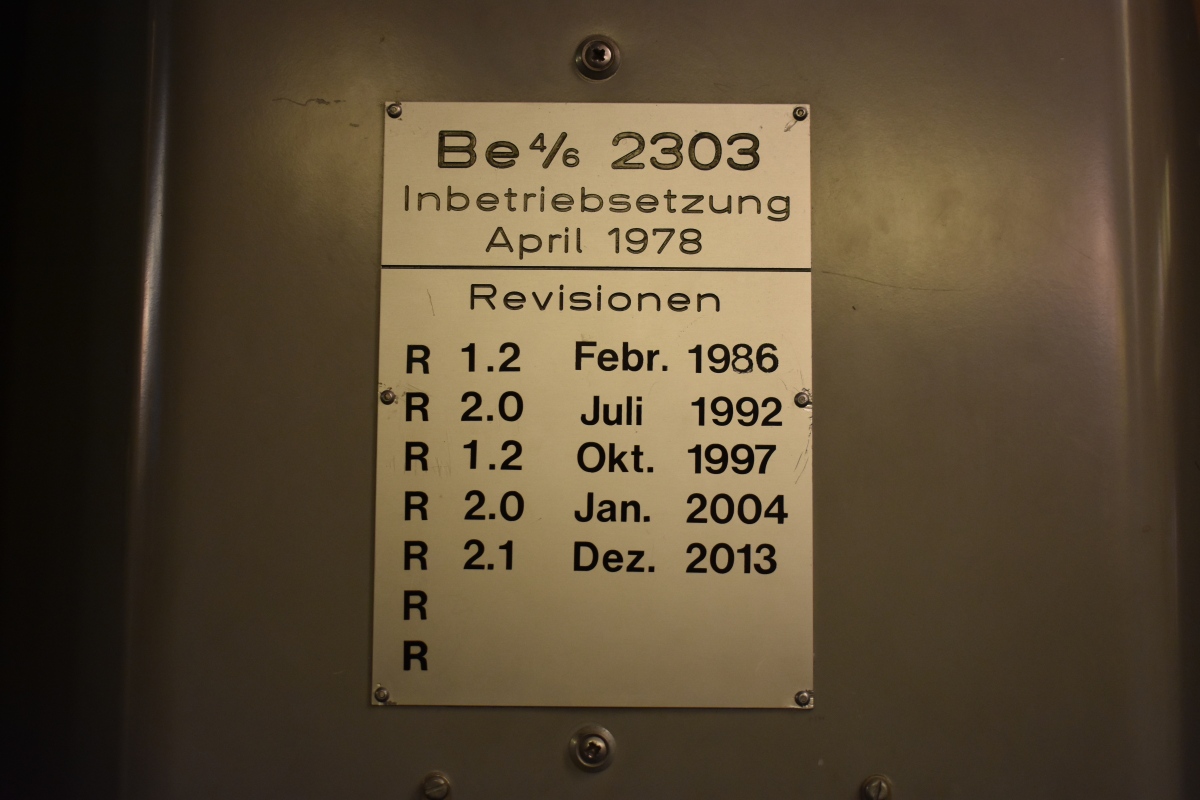 Be 4/6 2303
Inbetriebsetzung
April 1978
Revisionen
R 1.2 Febr. 1986
R 2.0 Juli 1992
R 1.2 Okt. 1997
R 2.0 Jan. 2004
R 2.1 Dez. 2013
R
R